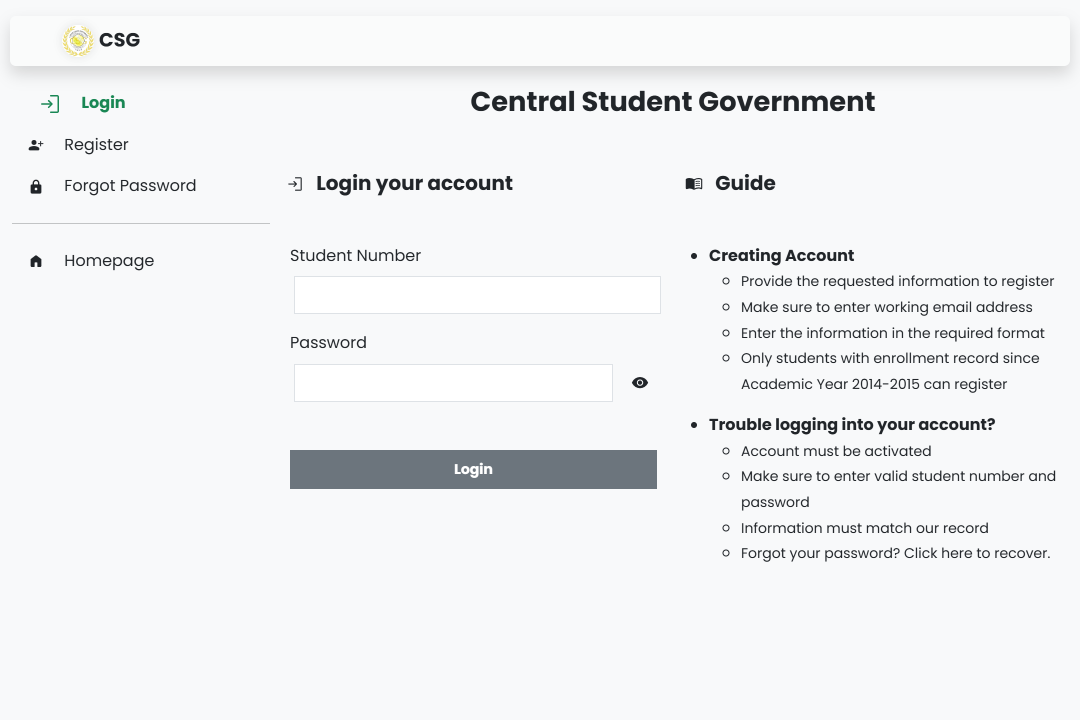 CSG
Login
Register
Forgot Password
Homepage
Central Student Government
Login your account
Student Number
Password
Login
Guide
Creating Account
Provide the requested information to register
Make sure to enter working email address
Enter the information in the required format
Only students with enrollment record since
Academic Year 2014-2015 can register
Trouble logging into your account?
Account must be activated
Make sure to enter valid student number and
password
Information must match our record
Forgot your password? Click here to recover.